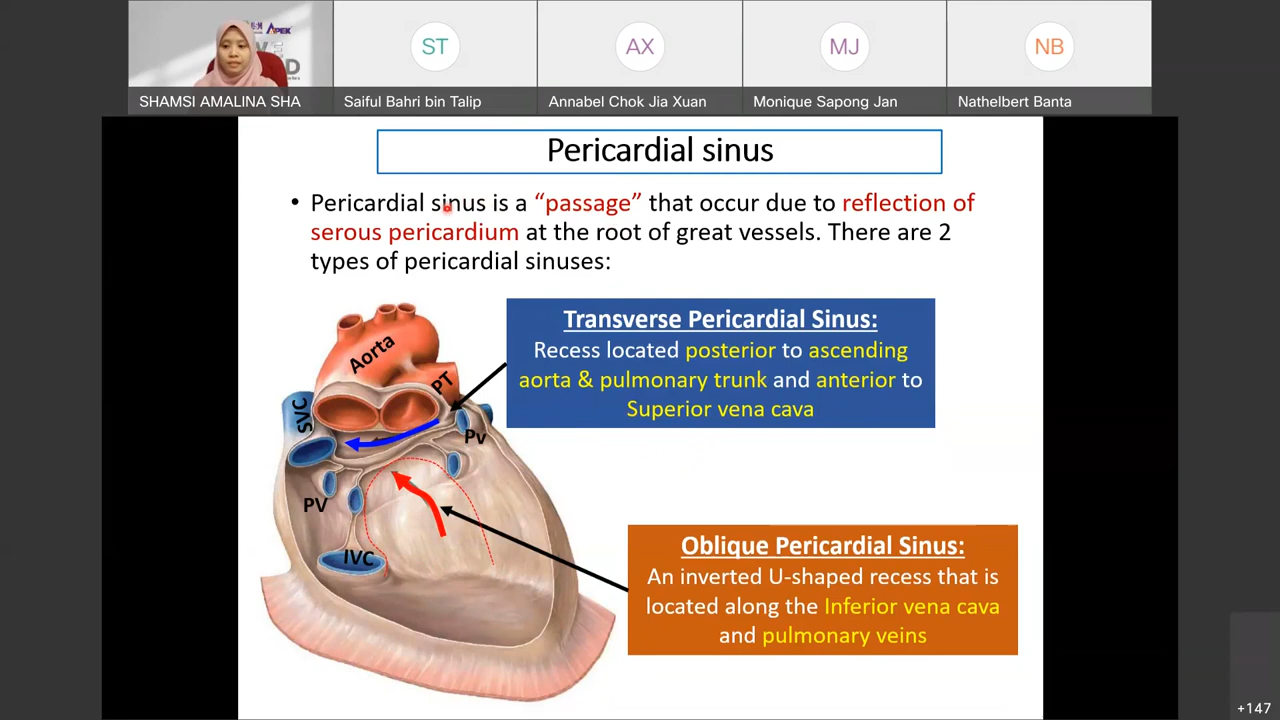 APEK
ST
AX
MJ
NB
SHAMSI AMALINA SHA
Saiful Bahri bin Talip
Annabel Chok Jia Xuan
Monique Sapong Jan
Nathelbert Banta
Pericardial sinus
• Pericardial sinus is a “passage” that occur due to reflection of
serous pericardium at the root of great vessels. There are 2
types of pericardial sinuses:
Transverse Pericardial Sinus:
Recess located posterior to ascending
aorta & pulmonary trunk and anterior to
Superior vena cava
Aorta
PT
SVC
Pv
PV
IVC
Oblique Pericardial Sinus:
An inverted U-shaped recess that is
located along the Inferior vena cava
and pulmonary veins
+147